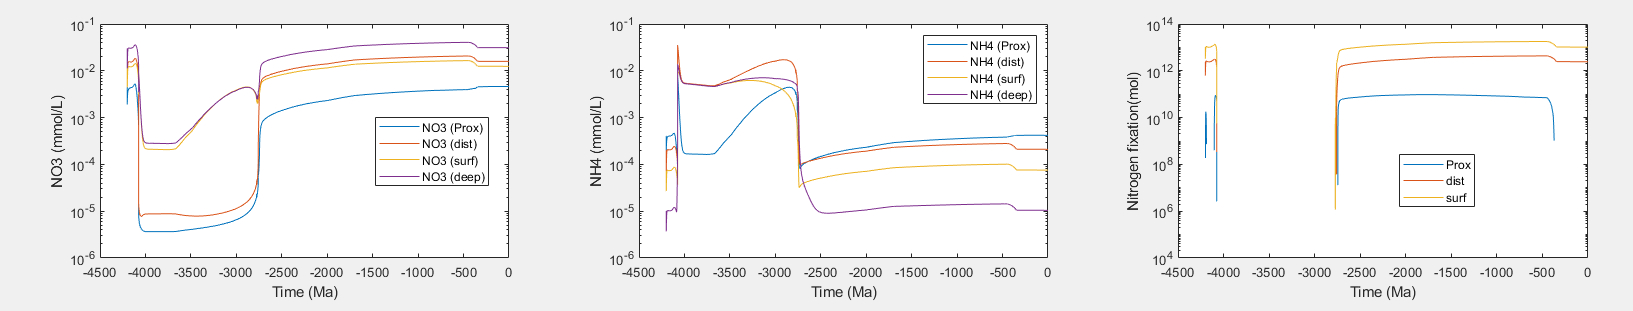 10^-1
10^-2
10^-3
10^-4
10^-5
10^-6
NO3 (mmol/L)
NO3 (Prox)
NO3 (dist)
NO3 (surf)
NO3 (deep)
-4500 -4000 -3500 -3000 -2500 -2000 -1500 -1000 -500 0
Time (Ma)
10^-1
10^-2
10^-3
10^-4
10^-5
10^-6
NH4 (mmol/L)
NH4 (Prox)
NH4 (dist)
NH4 (surf)
NH4 (deep)
-4500 -4000 -3500 -3000 -2500 -2000 -1500 -1000 -500 0
Time (Ma)
10^14
10^12
10^10
10^8
10^6
10^4
Nitrogen fixation(mol)
Prox
dist
surf
-4500 -4000 -3500 -3000 -2500 -2000 -1500 -1000 -500 0
Time (Ma)